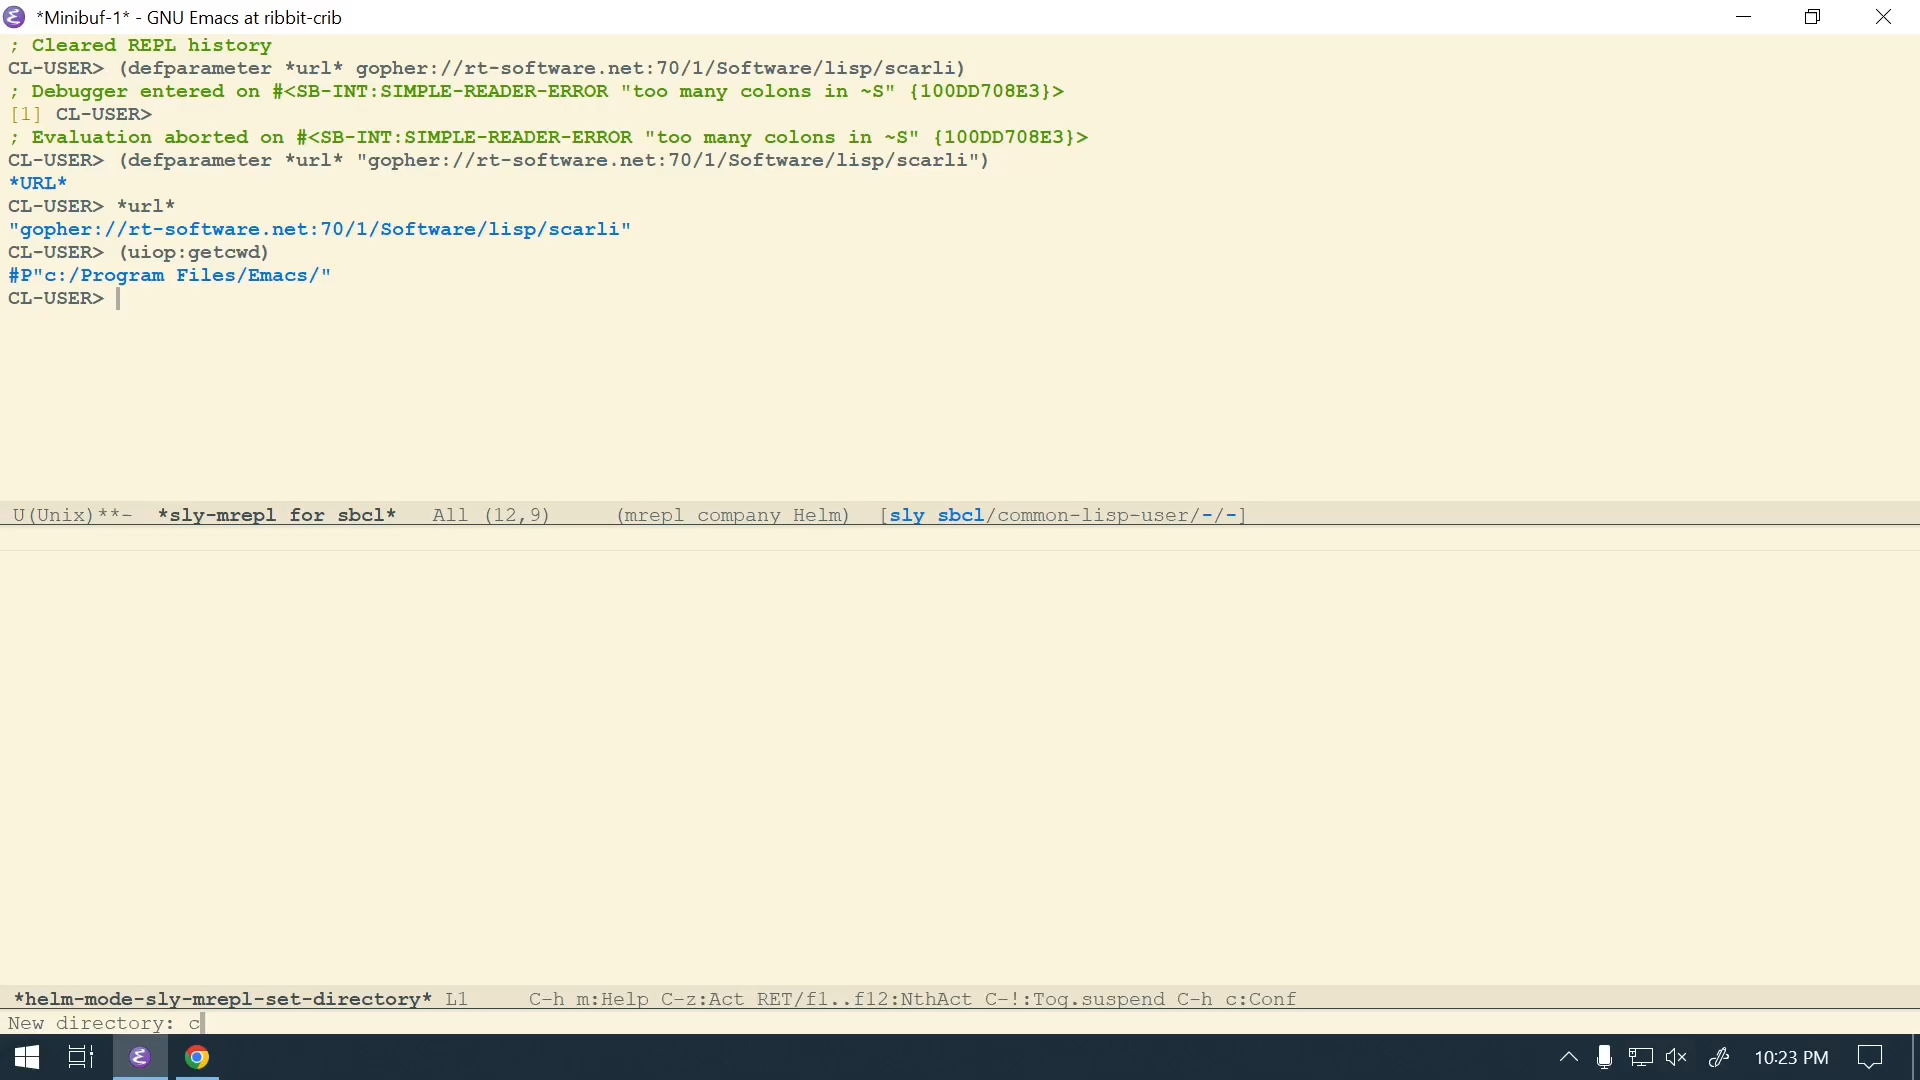 *Minibuf-1* - GNU Emacs at ribbit-crib
; Cleared REPL history
CL-USER> (defparameter *url* gopher://rt-software.net:70/1/Software/lisp/scarli)
; Debugger entered on #<SB-INT:SIMPLE-READER-ERROR "too many colons in ~S" {100DD708E3}>
[1] CL-USER>
; Evaluation aborted on #<SB-INT:SIMPLE-READER-ERROR "too many colons in ~S" {100DD708E3}>
CL-USER> (defparameter *url* "gopher://rt-software.net:70/1/Software/lisp/scarli")
*URL*
CL-USER> *url*
"gopher://rt-software.net:70/1/Software/lisp/scarli"
CL-USER> (uiop:getcwd)
#P"c:/Program Files/Emacs/"
CL-USER>
U(Unix)**-  *sly-mrepl for sbcl*   All (12,9)     (mrepl company Helm)  [sly sbcl/common-lisp-user/-/-]
*helm-mode-sly-mrepl-set-directory* L1     C-h m:Help C-z:Act RET/f1..f12:NthAct C-!:Tog.suspend C-h c:Conf
New directory: c
10:23 PM